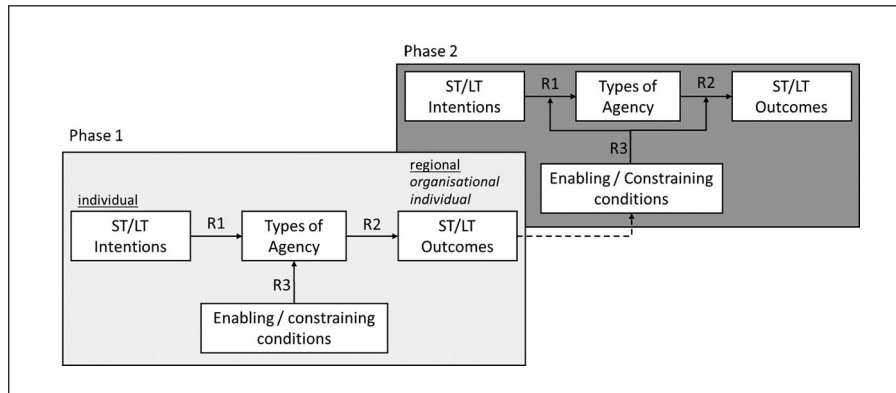 Phase 2
ST/LT
Intentions
R1
Types of
Agency
R2
ST/LT
Outcomes
R3
Enabling / Constraining
conditions
Phase 1
individual
ST/LT
Intentions
R1
Types of
Agency
R2
regional
organisational
individual
ST/LT
Outcomes
R3
Enabling / constraining
conditions